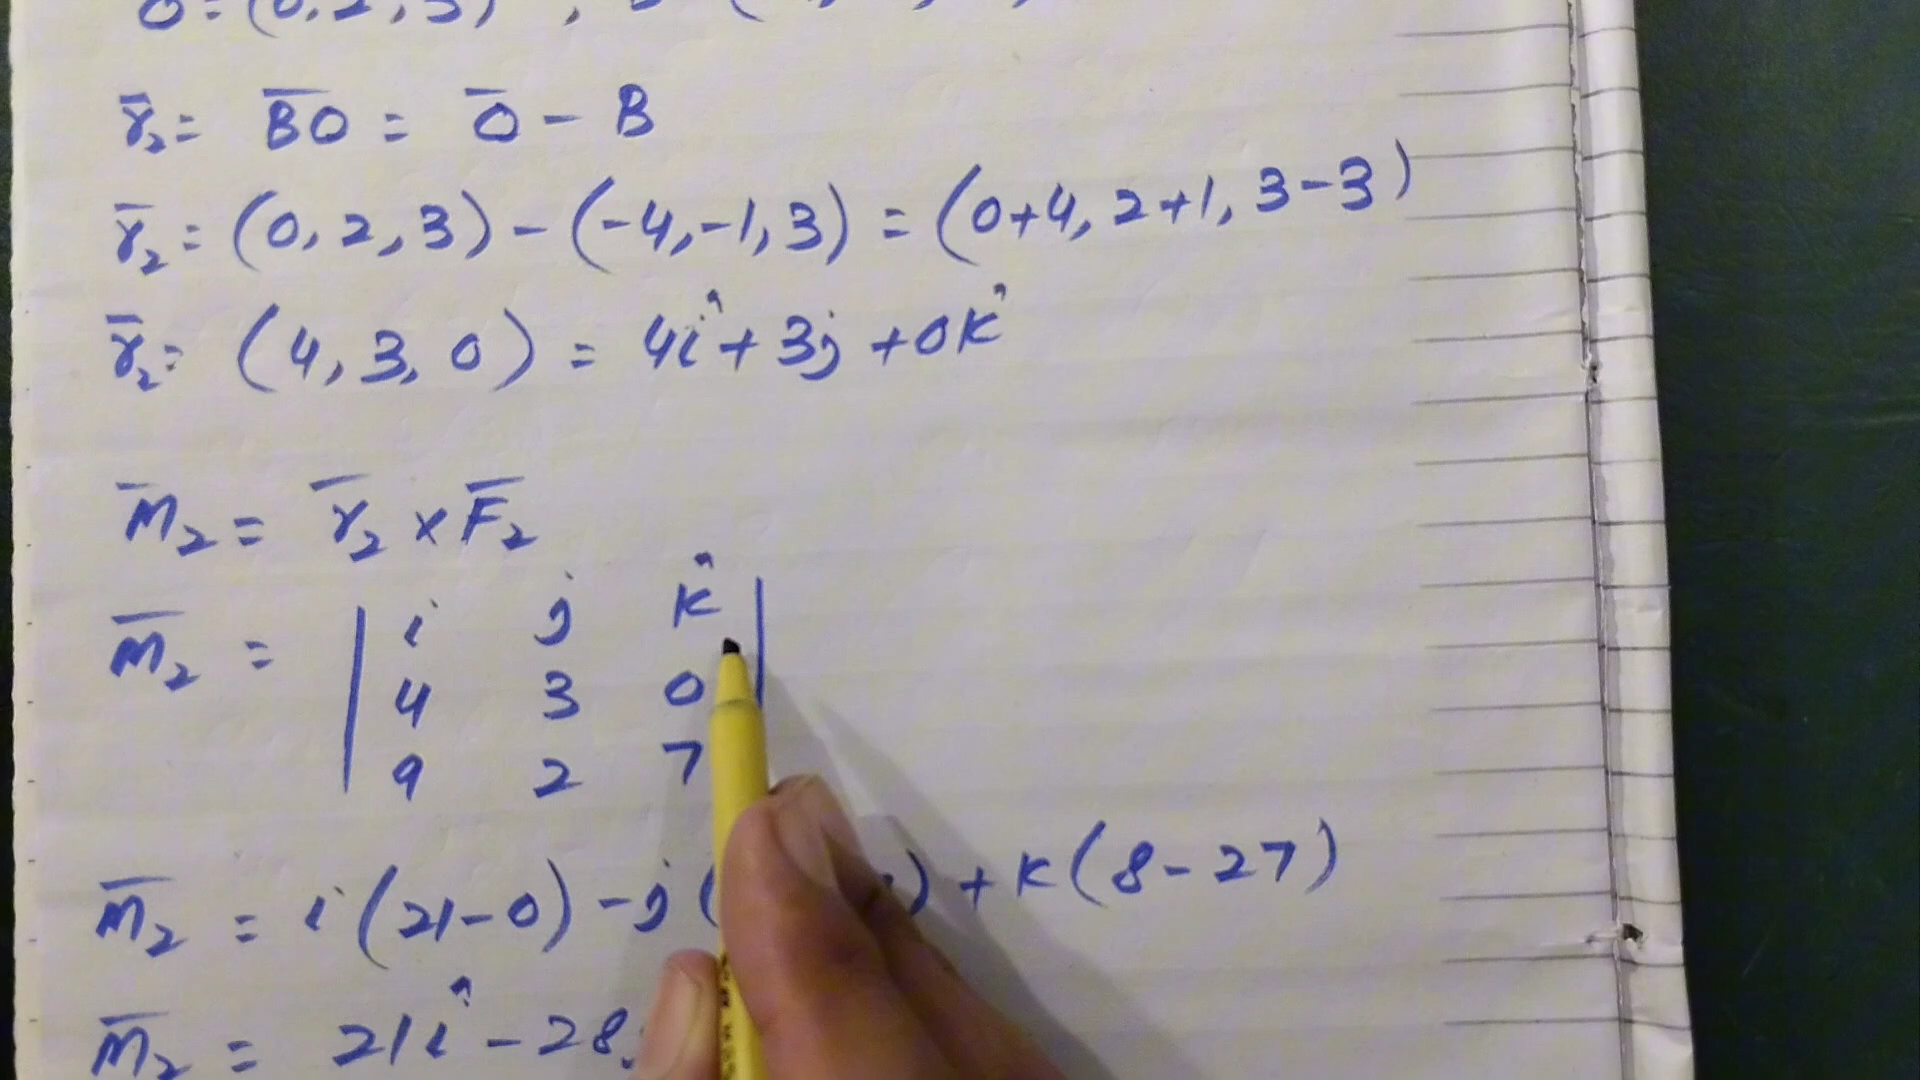 r̄₂ = B̅O̅ = O̅ - B
r̄₂ = (0, 2, 3) - (-4, -1, 3) = (0+4, 2+1, 3-3)
r̄₂ = (4, 3, 0) = 4î + 3j + 0k̂
M̄₂ = r̄₂ × F̄₂
M̄₂ = | i j k̂ |
4 3 0
9 2 7
M̄₂ = i(21-0) - j( ) + k(8-27)
M̄₂ = 21î - 28